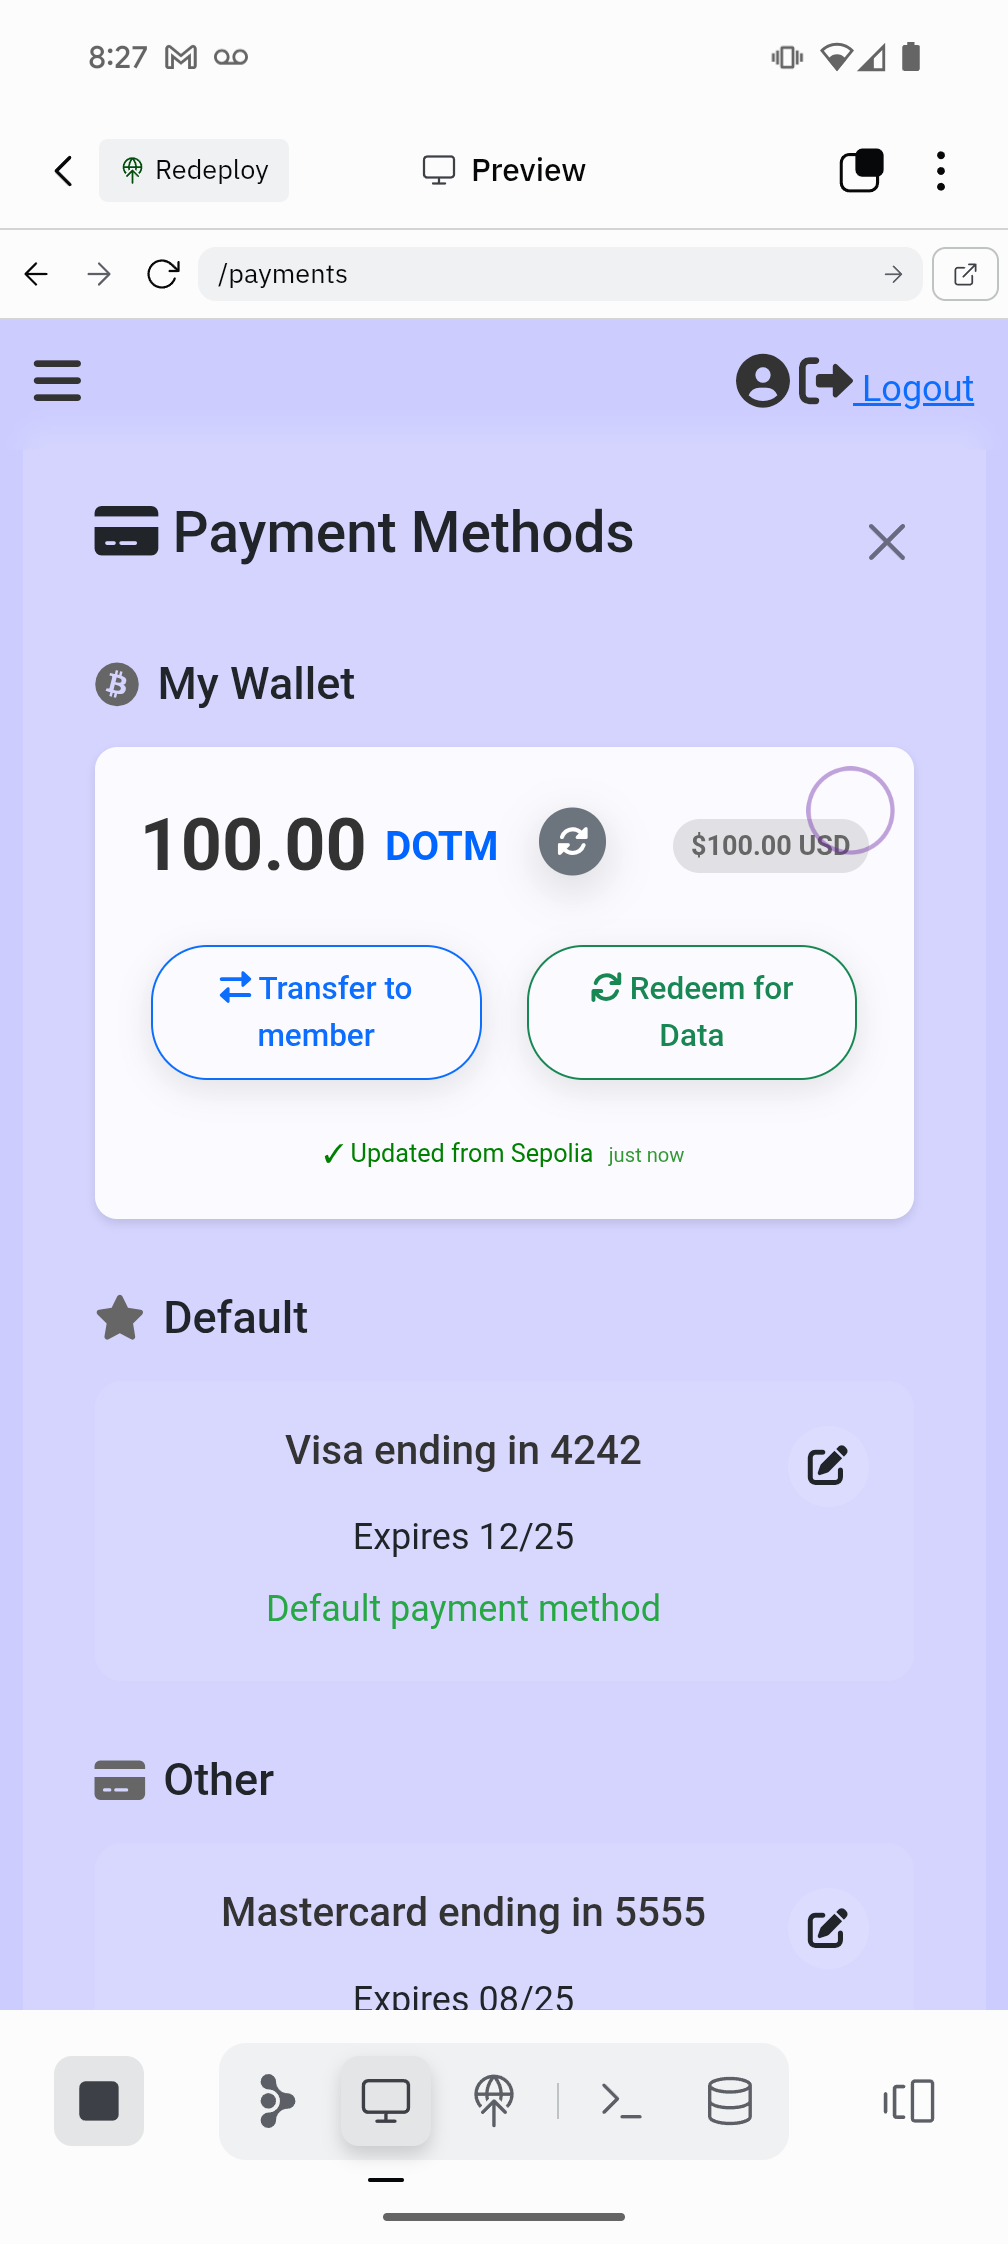 8:27
Redeploy
Preview
/payments
Logout
Payment Methods
My Wallet
100.00 DOTM
$100.00 USD
Transfer to
member
Redeem for
Data
✓ Updated from Sepolia just now
Default
Visa ending in 4242
Expires 12/25
Default payment method
Other
Mastercard ending in 5555
Expires 08/25